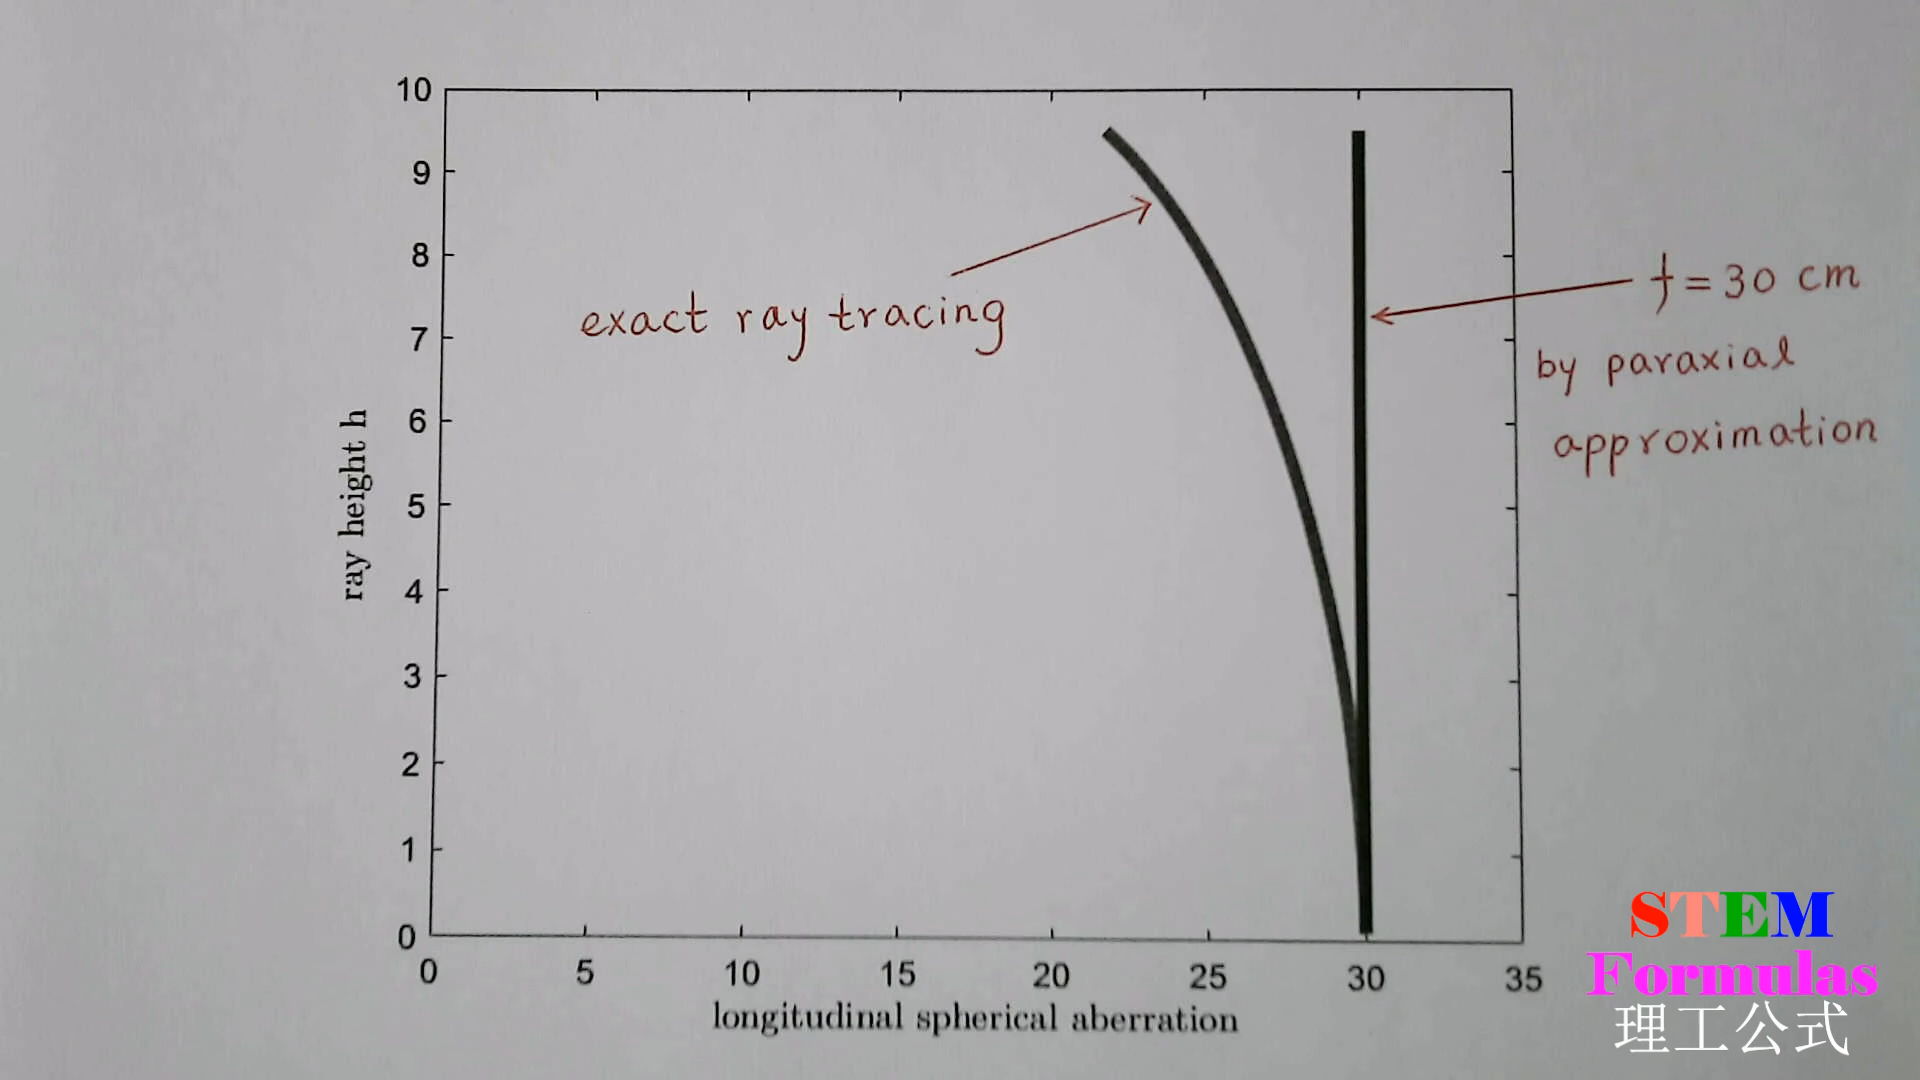 10
9
8
7
6
5
4
3
2
1
0
ray height h
exact ray tracing
f = 30 cm
by paraxial
approximation
0 5 10 15 20 25 30 35
longitudinal spherical aberration
STEM
Formulas
理工公式